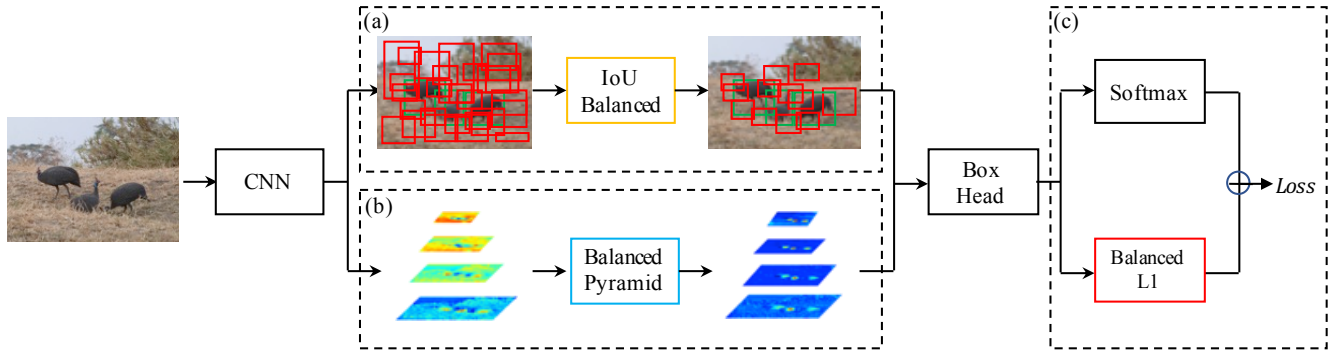 (a)
IoU
Balanced
CNN
(b)
Balanced
Pyramid
Box
Head
(c)
Softmax
Balanced
L1
Loss